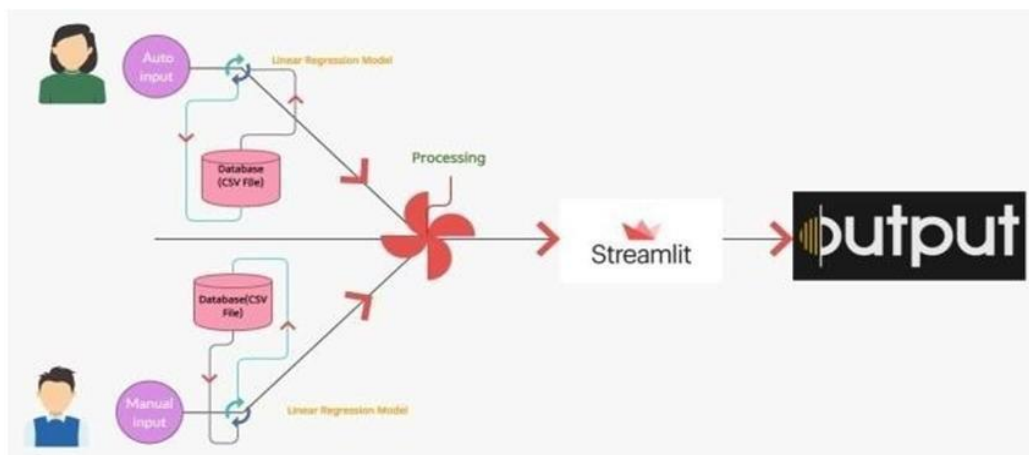 Auto
input
Linear Regression Model
Database
(CSV File)
Processing
Streamlit
output
Database(CSV
File)
Manual
input
Linear Regression Model